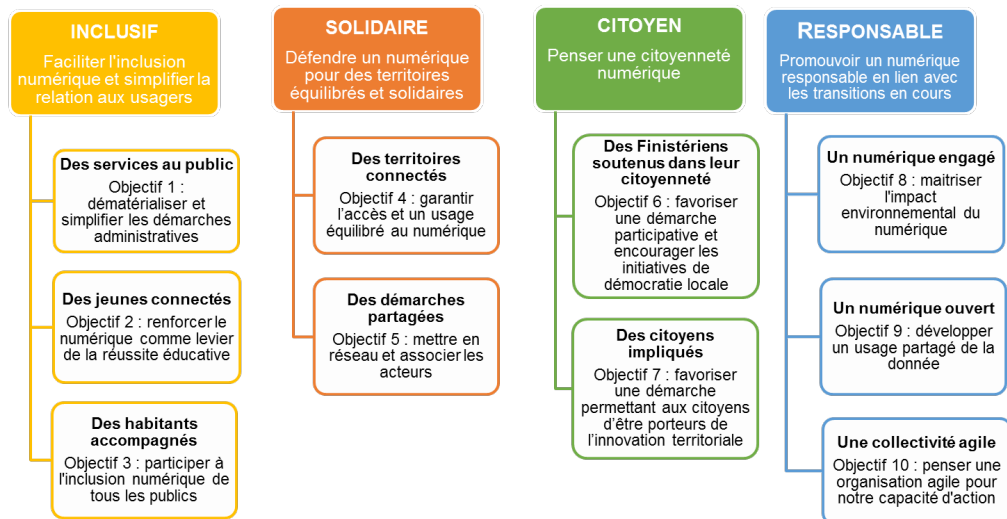 INCLUSIF
Faciliter l'inclusion
numérique et simplifier la
relation aux usagers
Des services au public
Objectif 1 :
dématérialiser et
simplifier les démarches
administratives
Des jeunes connectés
Objectif 2 : renforcer le
numérique comme levier
de la réussite éducative
Des habitants
accompagnés
Objectif 3 : participer à
l'inclusion numérique de
tous les publics
SOLIDAIRE
Défendre un numérique
pour des territoires
équilibrés et solidaires
Des territoires
connectés
Objectif 4 : garantir
l'accès et un usage
équilibré au numérique
Des démarches
partagées
Objectif 5 : mettre en
réseau et associer les
acteurs
CITOYEN
Penser une citoyenneté
numérique
Des Finistériens
soutenus dans leur
citoyenneté
Objectif 6 : favoriser
une démarche
participative et
encourager les
initiatives de
démocratie locale
Des citoyens
impliqués
Objectif 7 : favoriser
une démarche
permettant aux citoyens
d'être porteurs de
l'innovation territoriale
RESPONSABLE
Promouvoir un numérique
responsable en lien avec
les transitions en cours
Un numérique engagé
Objectif 8 : maitriser
l'impact
environnemental du
numérique
Un numérique ouvert
Objectif 9 : développer
un usage partagé de la
donnée
Une collectivité agile
Objectif 10 : penser une
organisation agile pour
notre capacité d'action